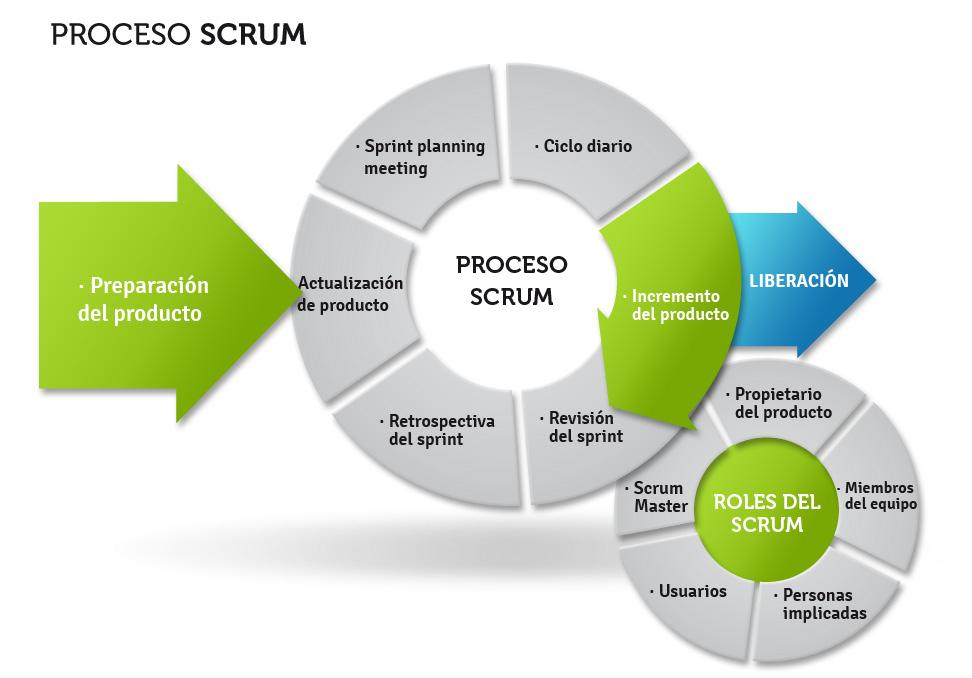 PROCESO SCRUM
· Sprint planning
meeting
· Ciclo diario
· Preparación
del producto
Actualización
de producto
PROCESO
SCRUM
· Incremento
del producto
LIBERACIÓN
· Retrospectiva
del sprint
· Revisión
del sprint
· Propietario
del producto
· Scrum
Master
ROLES DEL
SCRUM
· Miembros
del equipo
· Usuarios
· Personas
implicadas